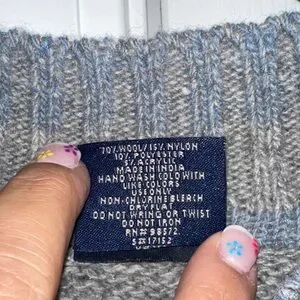 70% WOOL/15% NYLON
10% POLYESTER
5% ACRYLIC
MADE IN INDIA
HAND WASH COLD WITH
LIKE COLORS
USE ONLY
NON-CHLORINE BLEACH
DRY FLAT
DO NOT WRING OR TWIST
DO NOT IRON
RN# 98572
S# 17152